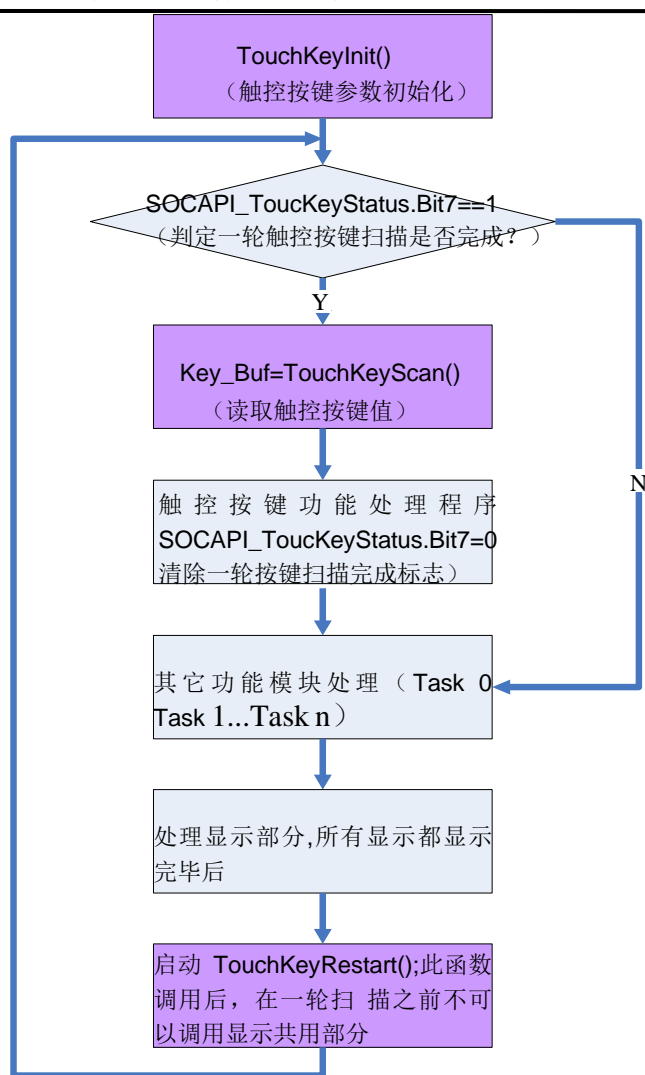 TouchKeyInit()
（触控按键参数初始化）
SOCAPI_ToucKeyStatus.Bit7==1
（判定一轮触控按键扫描是否完成？）
Y
Key_Buf=TouchKeyScan()
（读取触控按键值）
N
触控按键功能处理程序
SOCAPI_ToucKeyStatus.Bit7=0
清除一轮按键扫描完成标志）
其它功能模块处理（Task 0
Task 1...Task n）
处理显示部分,所有显示都显示
完毕后
启动 TouchKeyRestart();此函数
调用后，在一轮扫 描之前不可
以调用显示共用部分